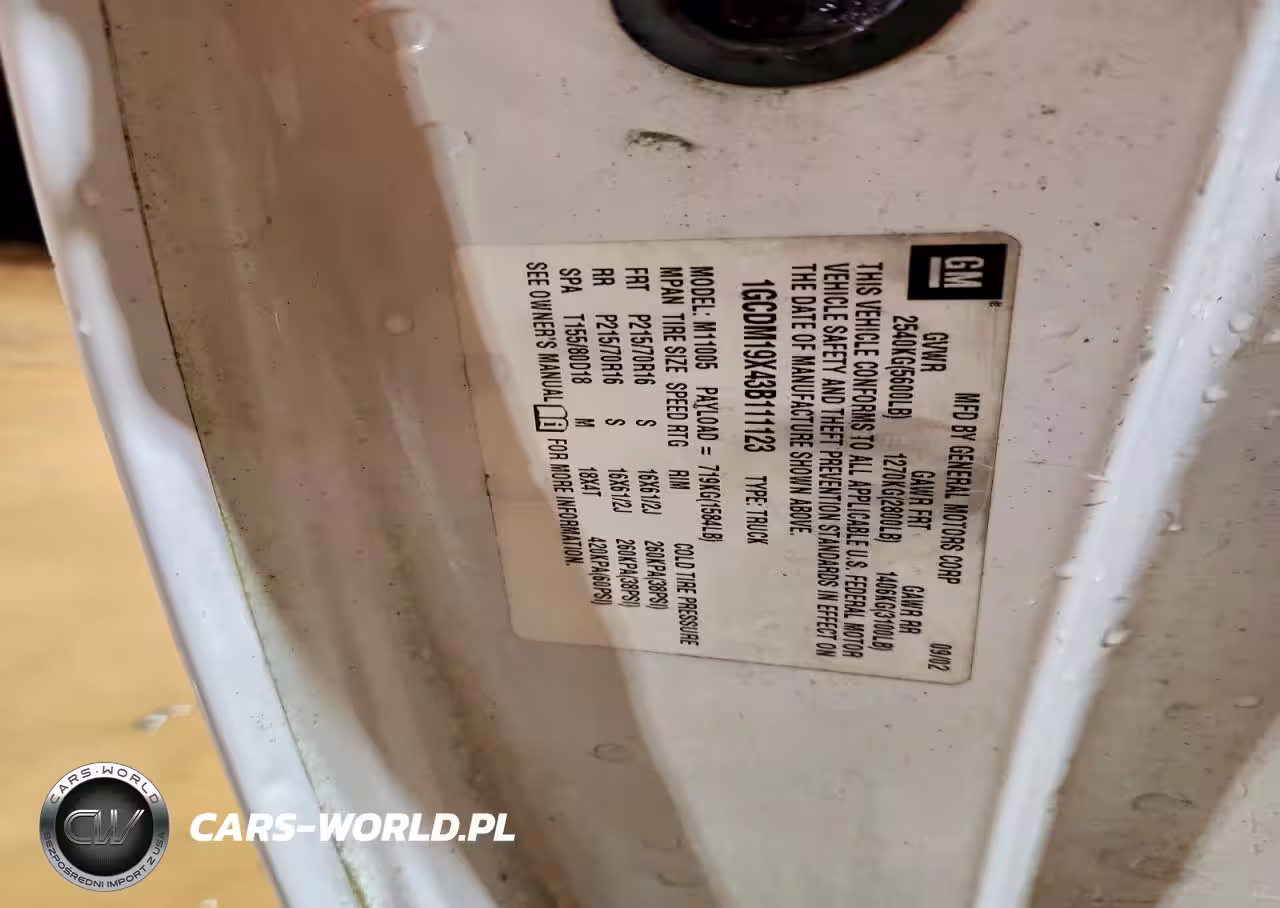 GM
MFD BY GENERAL MOTORS CORP 09/02
GVWR GAWR FRT GAWR RR
2540KG(5600LB) 1270KG(2800LB) 1406KG(3100LB)
THIS VEHICLE CONFORMS TO ALL APPLICABLE U.S. FEDERAL MOTOR
VEHICLE SAFETY AND THEFT PREVENTION STANDARDS IN EFFECT ON
THE DATE OF MANUFACTURE SHOWN ABOVE.
1GCDM19X43B111123 TYPE: TRUCK
MODEL: M11005 PAYLOAD = 719KG(1584LB)
MPAN TIRE SIZE SPEED RTG RIM COLD TIRE PRESSURE
FRT P215/70R16 S 16X61/2J 260KPA(38PSI)
RR P215/70R16 S 16X61/2J 260KPA(38PSI)
SPA T155/80D18 M 18X4T 420KPA(60PSI)
SEE OWNER'S MANUAL FOR MORE INFORMATION.
CARS-WORLD
CW
BEZPOŚREDNI IMPORT Z USA
CARS-WORLD.PL